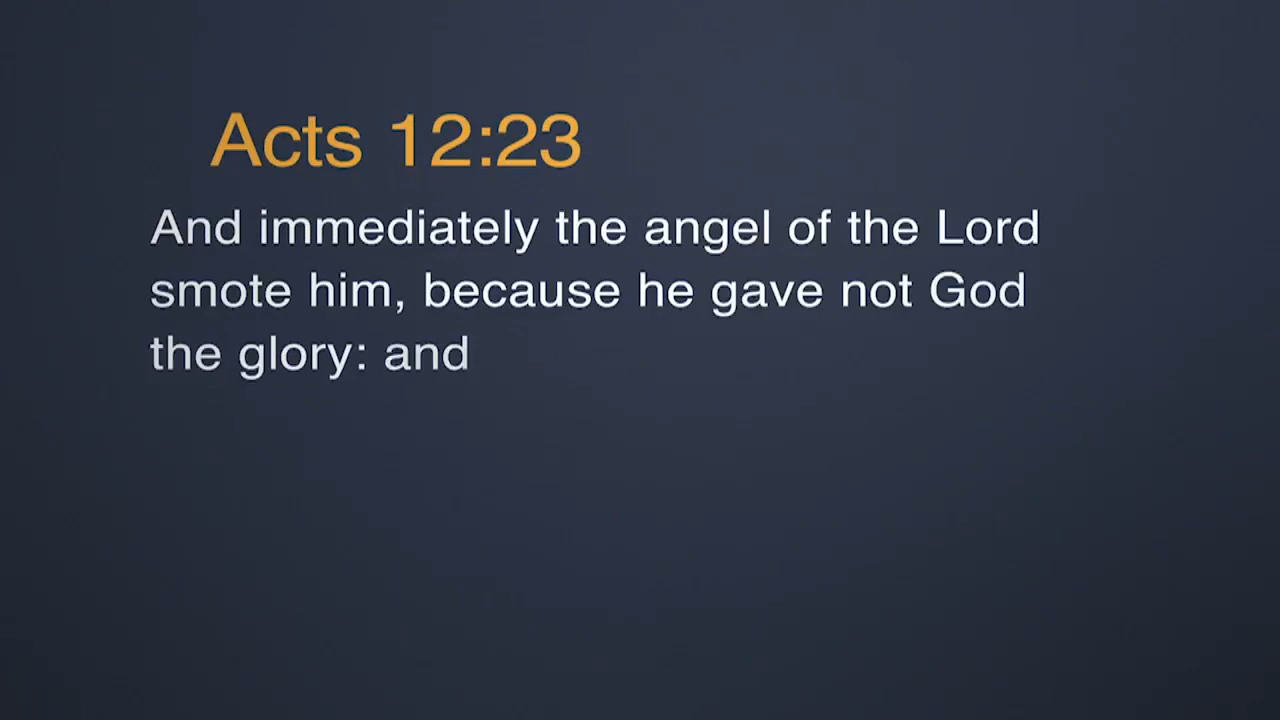 Acts 12:23
And immediately the angel of the Lord
smote him, because he gave not God
the glory: and